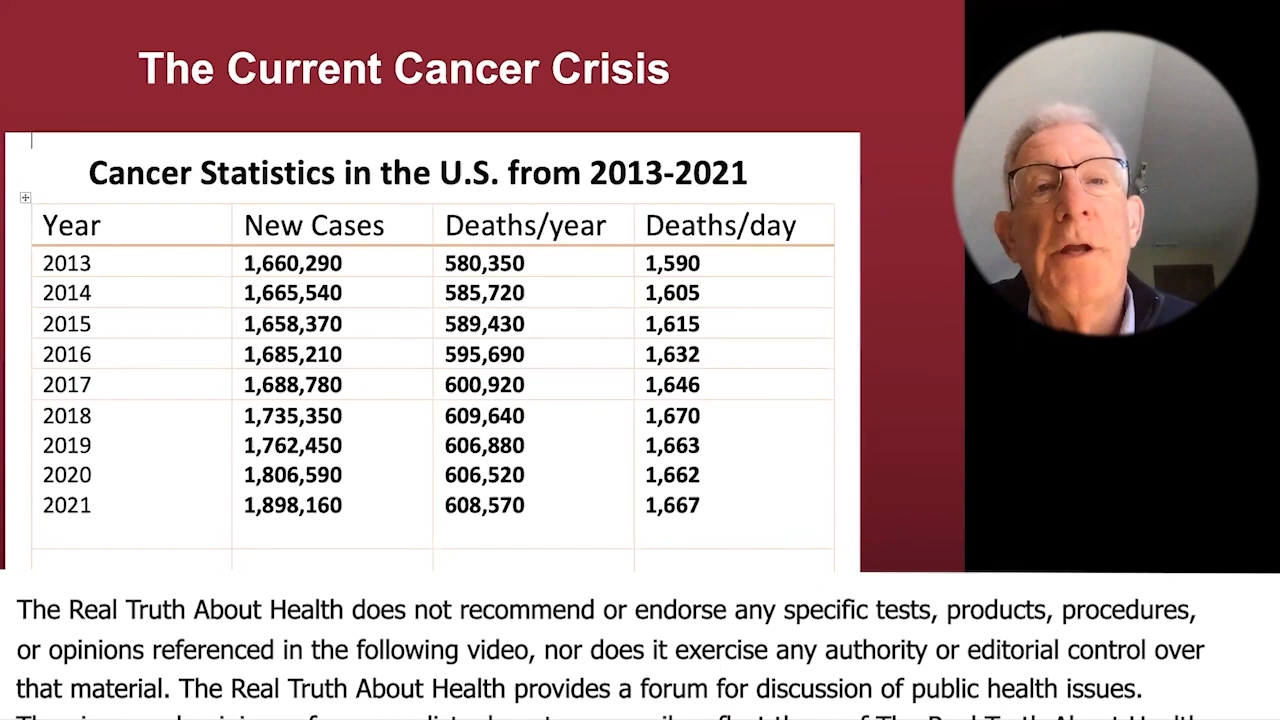 The Current Cancer Crisis
Cancer Statistics in the U.S. from 2013-2021
Year New Cases Deaths/year Deaths/day
2013 1,660,290 580,350 1,590
2014 1,665,540 585,720 1,605
2015 1,658,370 589,430 1,615
2016 1,685,210 595,690 1,632
2017 1,688,780 600,920 1,646
2018 1,735,350 609,640 1,670
2019 1,762,450 606,880 1,663
2020 1,806,590 606,520 1,662
2021 1,898,160 608,570 1,667
The Real Truth About Health does not recommend or endorse any specific tests, products, procedures,
or opinions referenced in the following video, nor does it exercise any authority or editorial control over
that material. The Real Truth About Health provides a forum for discussion of public health issues.